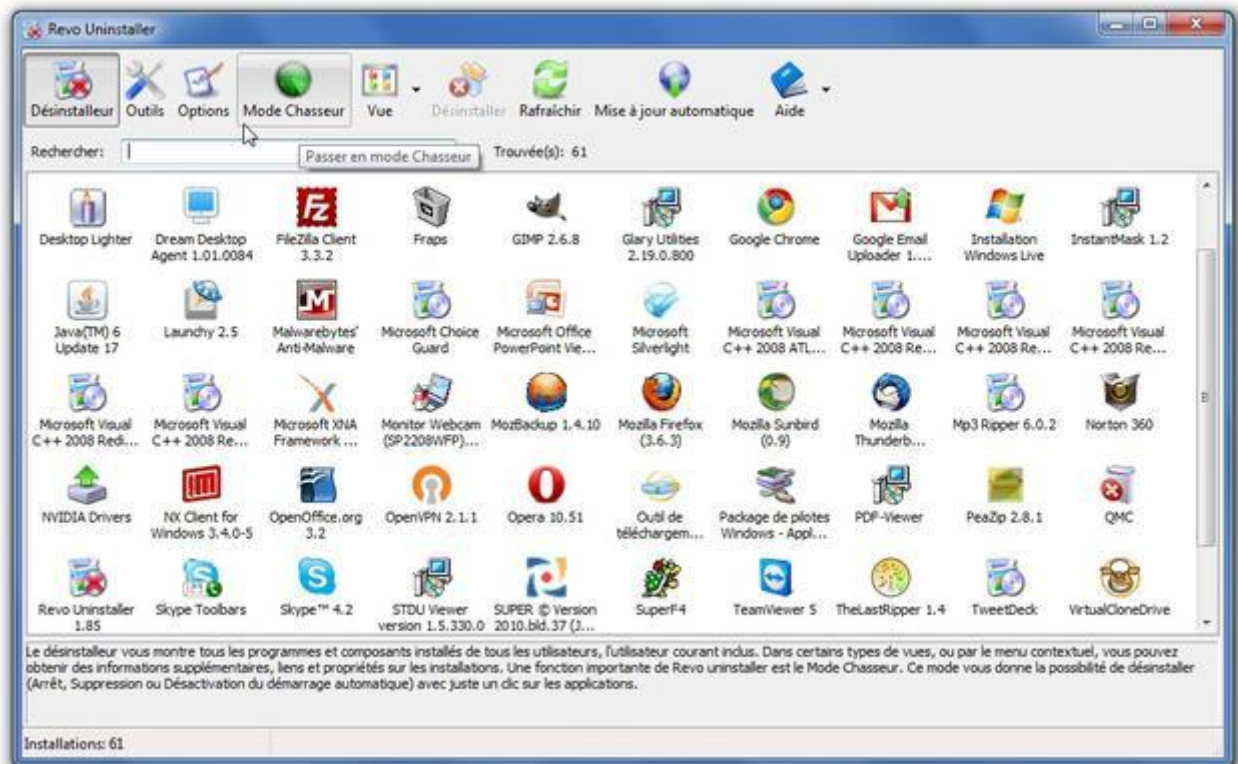 Revo Uninstaller
Désinstalleur Outils Options Mode Chasseur Vue Désinstaller Rafraîchir Mise à jour automatique Aide
Rechercher: Passer en mode Chasseur Trouvée(s): 61
Desktop Lighter Dream Desktop FileZilla Client Fraps GIMP 2.6.8 Glary Utilities Google Chrome Google Email Installation InstantMask 1.2
Agent 1.01.0084 3.3.2 2.19.0.800 Uploader 1.... Windows Live
Java(TM) 6 Launchy 2.5 Malwarebytes' Microsoft Choice Microsoft Office Microsoft Microsoft Visual Microsoft Visual Microsoft Visual Microsoft Visual
Update 17 Anti-Malware Guard PowerPoint Vie... Silverlight C++ 2008 ATL... C++ 2008 Re... C++ 2008 Re... C++ 2008 Re...
Microsoft Visual Microsoft Visual Microsoft XNA Monitor Webcam MozBackup 1.4.10 Mozilla Firefox Mozilla Sunbird Mozilla Mp3 Ripper 6.0.2 Norton 360
C++ 2008 Redi... C++ 2008 Re... Framework ... (SP2208WFP)... (3.6.3) (0.9) Thunderb...
NVIDIA Drivers NX Client for OpenOffice.org OpenVPN 2.1.1 Opera 10.51 Outil de Package de pilotes PDF-Viewer PeaZip 2.8.1 QMC
Windows 3.4.0-5 3.2 téléchargem... Windows - Appl...
Revo Uninstaller Skype Toolbars Skype™ 4.2 STDU Viewer SUPER © Version SuperF4 TeamViewer 5 TheLastRipper 1.4 TweetDeck VirtualCloneDrive
1.85 version 1.5.330.0 2010.bld.37 (J...
Le désinstalleur vous montre tous les programmes et composants installés de tous les utilisateurs, l'utilisateur courant inclus. Dans certains types de vues, ou par le menu contextuel, vous pouvez
obtenir des informations supplémentaires, liens et propriétés sur les installations. Une fonction importante de Revo uninstaller est le Mode Chasseur. Ce mode vous donne la possibilité de désinstaller
(Arrêt, Suppression ou Désactivation du démarrage automatique) avec juste un clic sur les applications.
Installations: 61